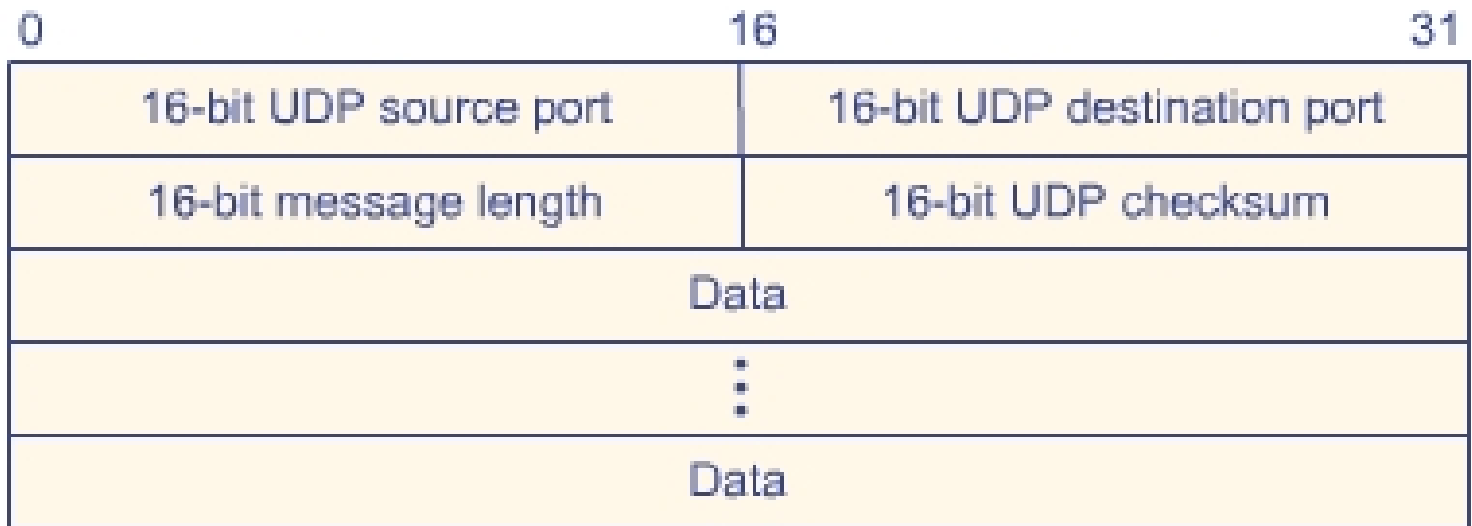 0 16 31
16-bit UDP source port 16-bit UDP destination port
16-bit message length 16-bit UDP checksum
Data
Data